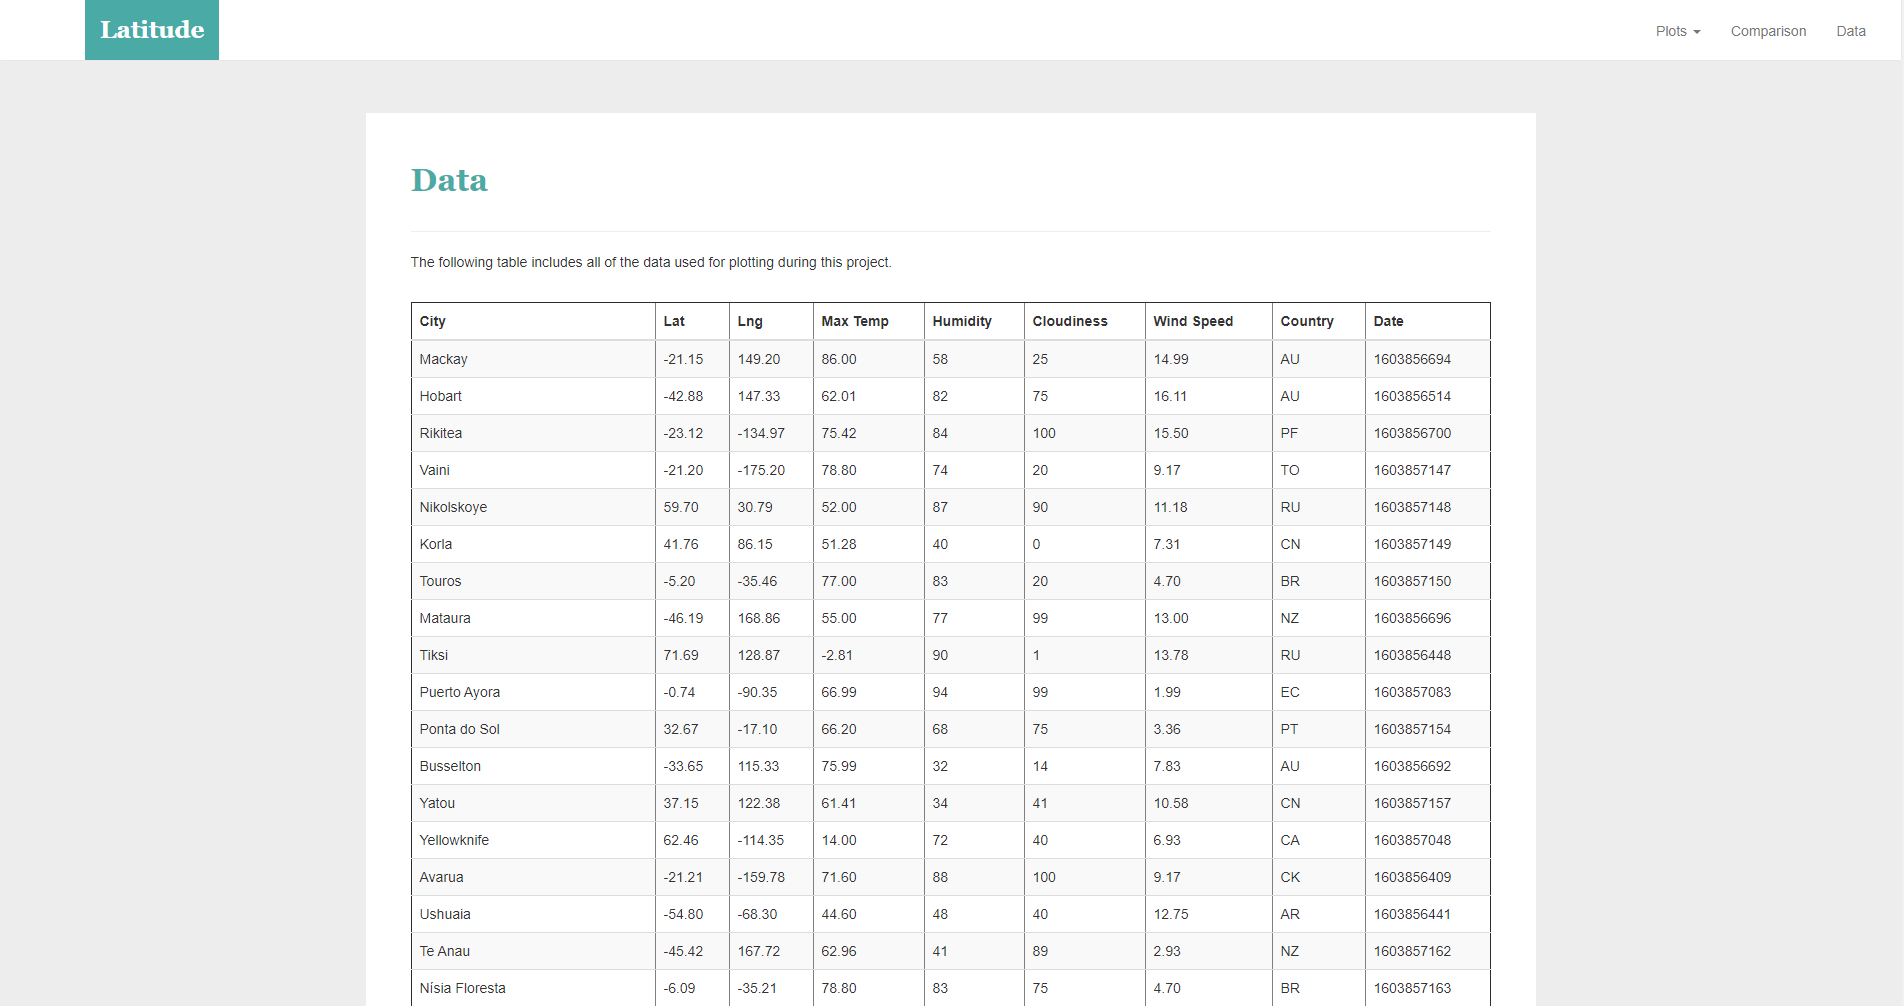 Latitude Plots Comparison Data
Data
The following table includes all of the data used for plotting during this project.
City Lat Lng Max Temp Humidity Cloudiness Wind Speed Country Date
Mackay -21.15 149.20 86.00 58 25 14.99 AU 1603856694
Hobart -42.88 147.33 62.01 82 75 16.11 AU 1603856514
Rikitea -23.12 -134.97 75.42 84 100 15.50 PF 1603856700
Vaini -21.20 -175.20 78.80 74 20 9.17 TO 1603857147
Nikolskoye 59.70 30.79 52.00 87 90 11.18 RU 1603857148
Korla 41.76 86.15 51.28 40 0 7.31 CN 1603857149
Touros -5.20 -35.46 77.00 83 20 4.70 BR 1603857150
Mataura -46.19 168.86 55.00 77 99 13.00 NZ 1603856696
Tiksi 71.69 128.87 -2.81 90 1 13.78 RU 1603856448
Puerto Ayora -0.74 -90.35 66.99 94 99 1.99 EC 1603857083
Ponta do Sol 32.67 -17.10 66.20 68 75 3.36 PT 1603857154
Busselton -33.65 115.33 75.99 32 14 7.83 AU 1603856692
Yatou 37.15 122.38 61.41 34 41 10.58 CN 1603857157
Yellowknife 62.46 -114.35 14.00 72 40 6.93 CA 1603857048
Avarua -21.21 -159.78 71.60 88 100 9.17 CK 1603856409
Ushuaia -54.80 -68.30 44.60 48 40 12.75 AR 1603856441
Te Anau -45.42 167.72 62.96 41 89 2.93 NZ 1603857162
Nísia Floresta -6.09 -35.21 78.80 83 75 4.70 BR 1603857163